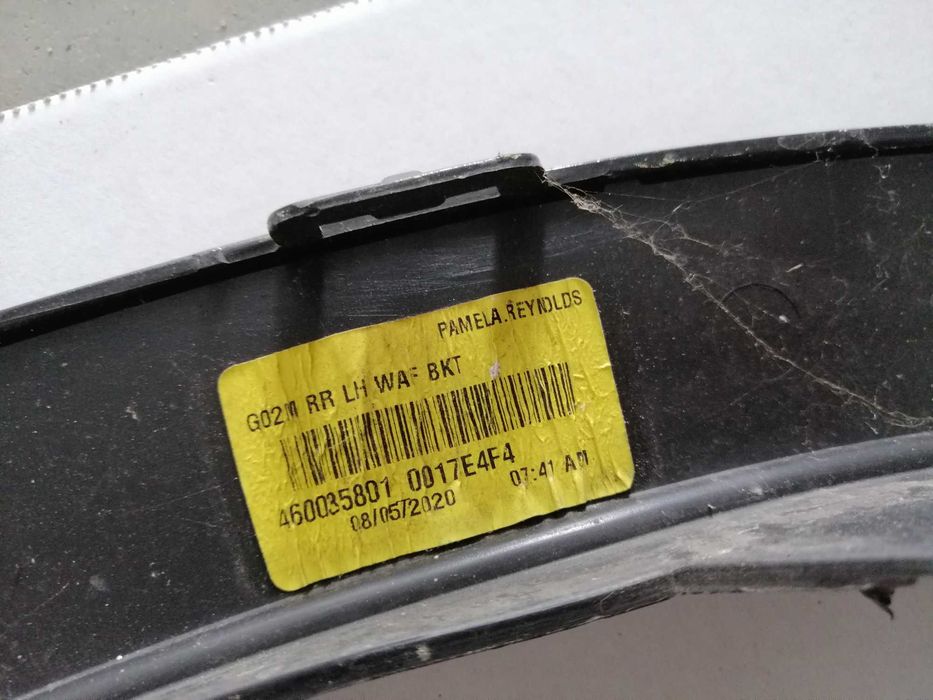 PAMELA.REYNOLDS
G02M RR LH WAF BKT
460035801 0017E4F4
08/05/2020 07:41 AM